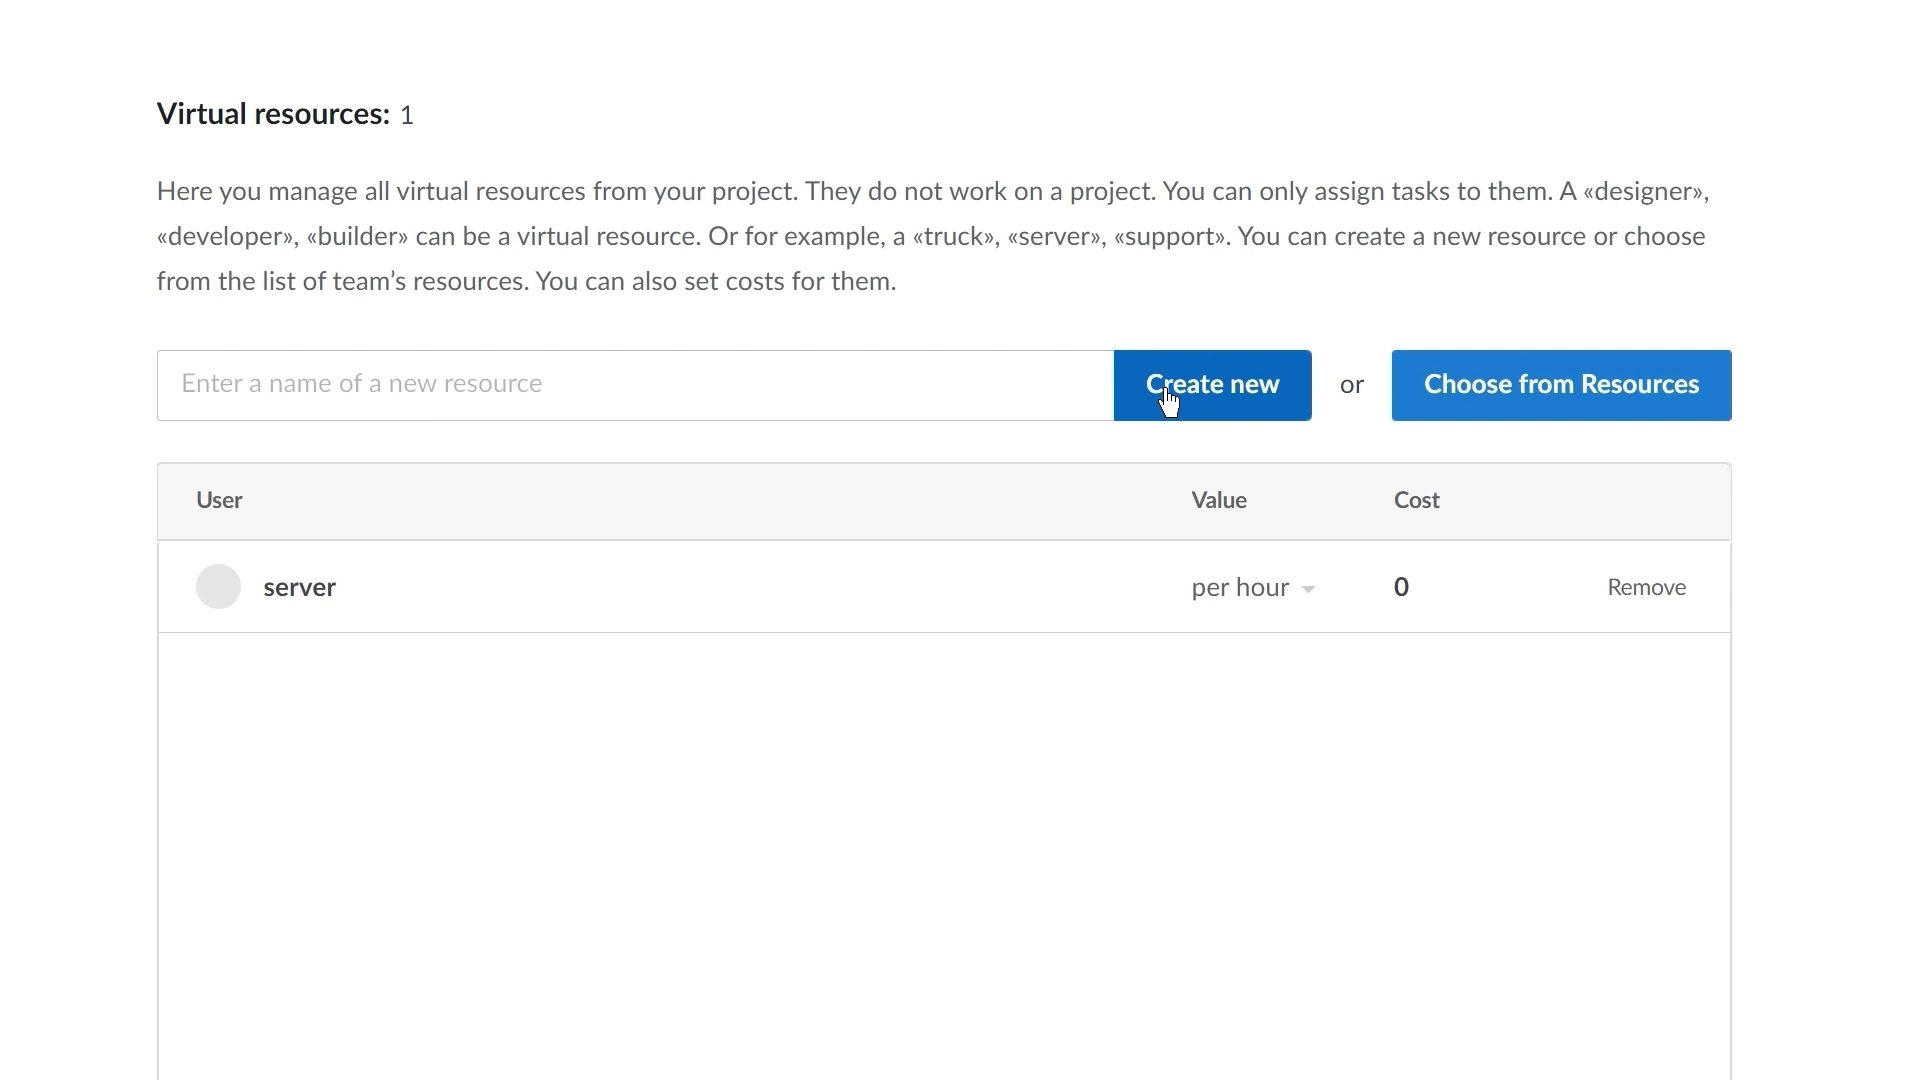 Virtual resources: 1
Here you manage all virtual resources from your project. They do not work on a project. You can only assign tasks to them. A «designer»,
«developer», «builder» can be a virtual resource. Or for example, a «truck», «server», «support». You can create a new resource or choose
from the list of team’s resources. You can also set costs for them.
Enter a name of a new resource
Create new
or
Choose from Resources
User
Value
Cost
server
per hour
0
Remove